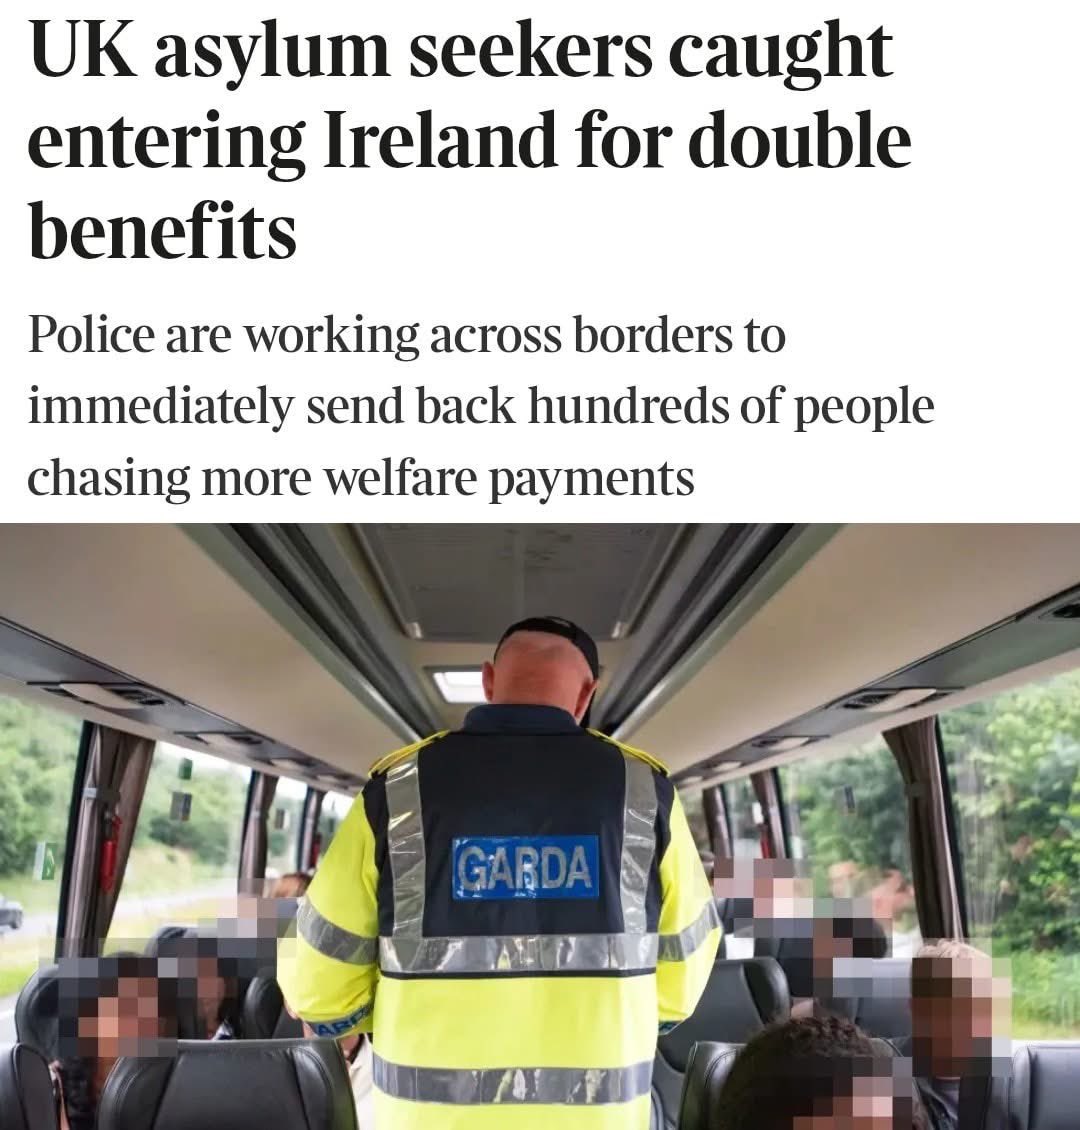 UK asylum seekers caught
entering Ireland for double
benefits
Police are working across borders to
immediately send back hundreds of people
chasing more welfare payments
GARDA